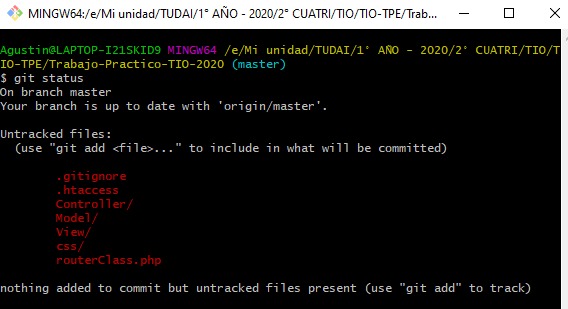 MINGW64:/e/Mi unidad/TUDAI/1° AÑO - 2020/2° CUATRI/TIO/TIO-TPE/Trab...
Agustin@LAPTOP-I21SKID9 MINGW64 /e/Mi unidad/TUDAI/1° AÑO - 2020/2° CUATRI/TIO/T
IO-TPE/Trabajo-Practico-TIO-2020 (master)
$ git status
On branch master
Your branch is up to date with 'origin/master'.
Untracked files:
(use "git add <file>..." to include in what will be committed)
.gitignore
.htaccess
Controller/
Model/
View/
css/
routerClass.php
nothing added to commit but untracked files present (use "git add" to track)